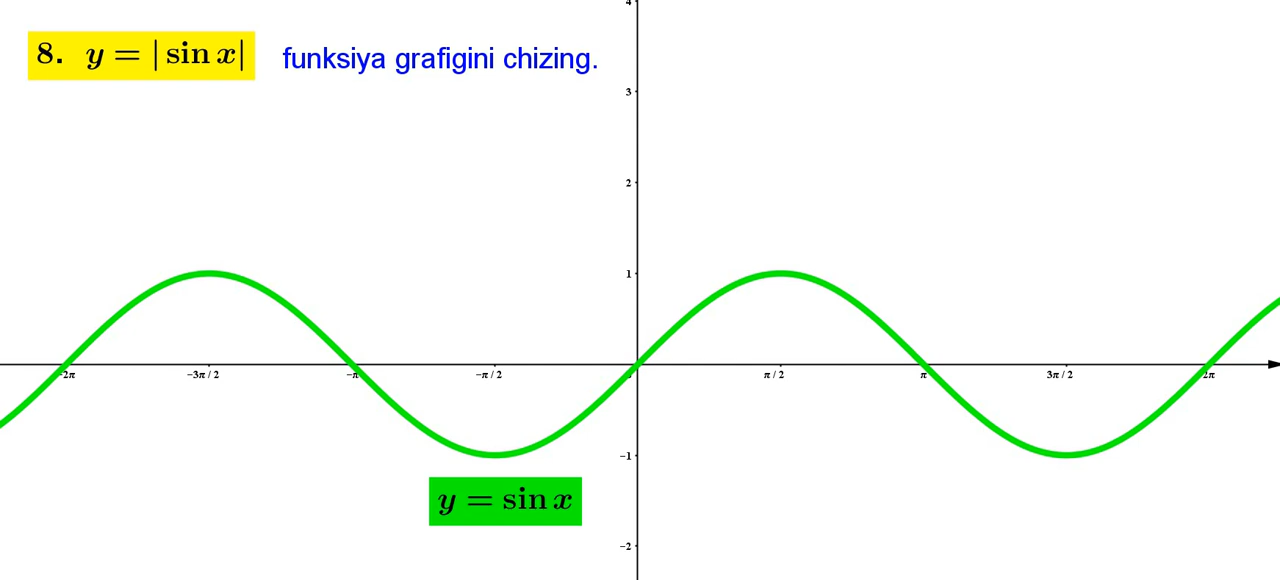 8. y = | sin x| funksiya grafigini chizing.
4
3
2
1
−2π −3π / 2 −π −π / 2 π / 2 π 3π / 2 2π
−1
y = sin x
−2